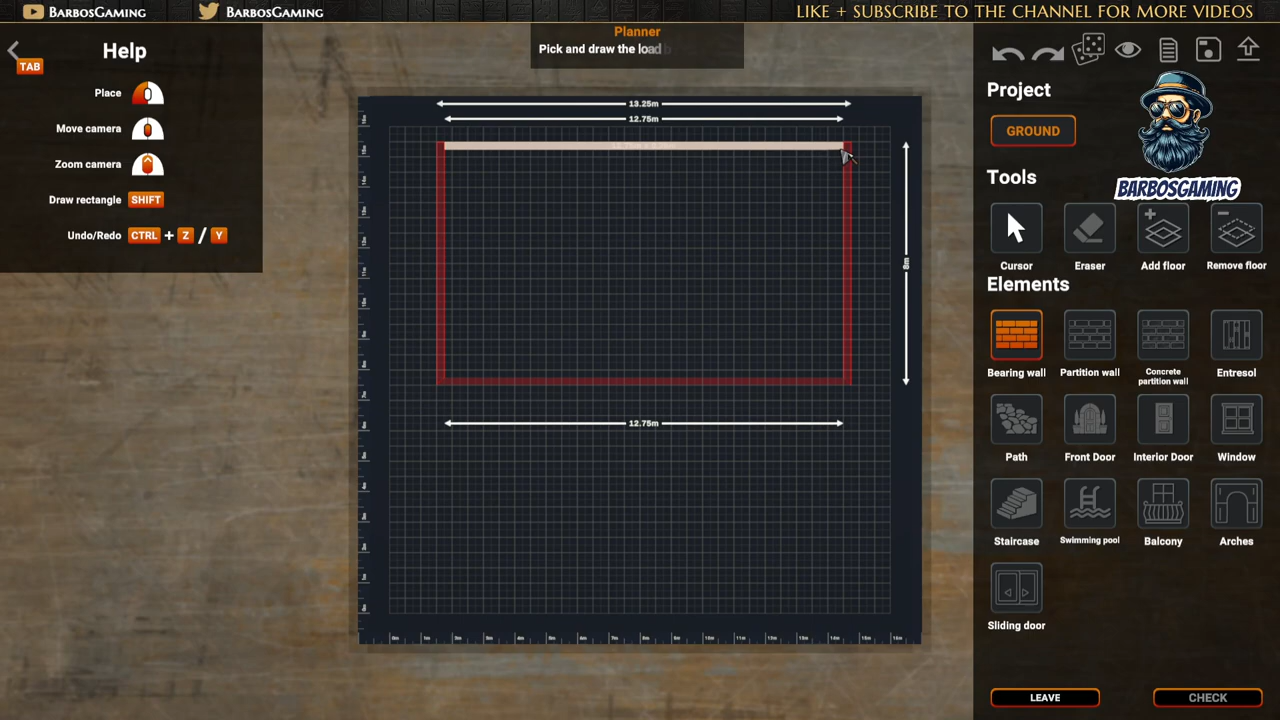 BarbosGaming
BarbosGaming
LIKE + SUBSCRIBE TO THE CHANNEL FOR MORE VIDEOS
Help
TAB
Place
Move camera
Zoom camera
Draw rectangle SHIFT
Undo/Redo CTRL + Z / Y
Planner
Pick and draw the load b
13.25m
12.75m
8m
12.75m
Project
GROUND
BARBOSGAMING
Tools
Cursor
Eraser
Add floor
Remove floor
Elements
Bearing wall
Partition wall
Concrete
partition wall
Entresol
Path
Front Door
Interior Door
Window
Staircase
Swimming pool
Balcony
Arches
Sliding door
LEAVE
CHECK